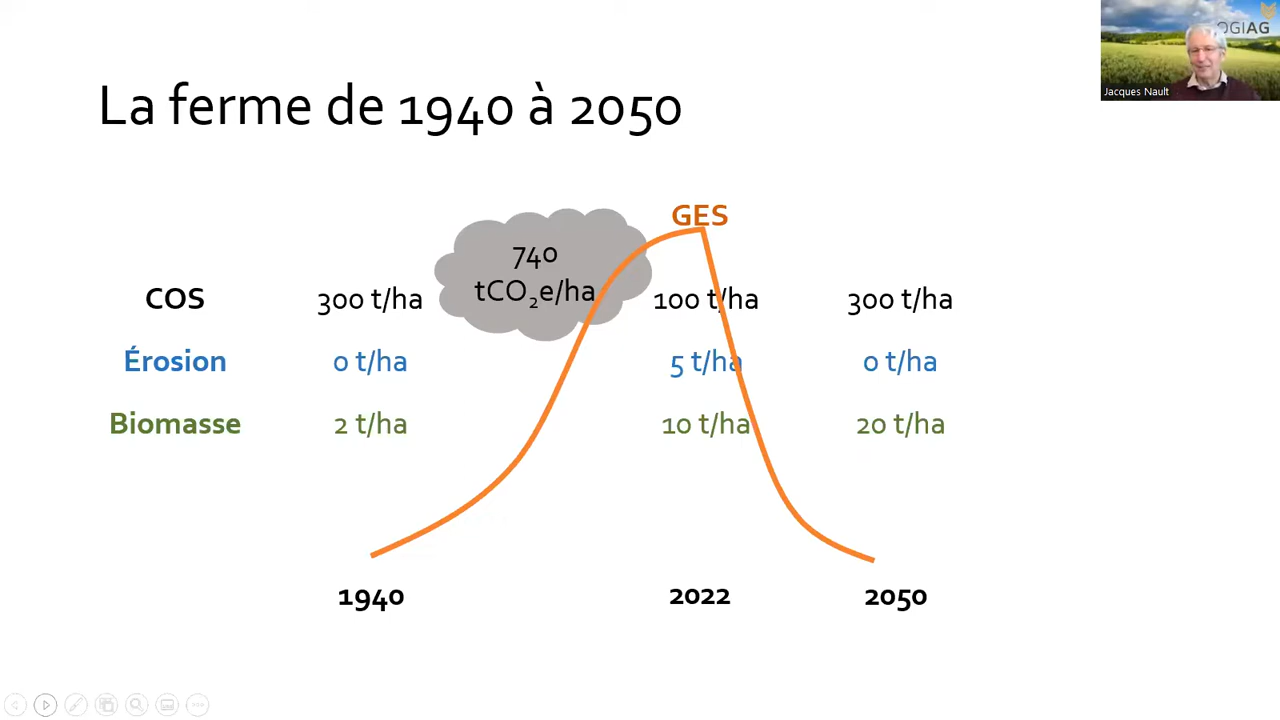 OGIAG
Jacques Nault
La ferme de 1940 à 2050
GES
740
tCO₂e/ha
COS 300 t/ha 100 t/ha 300 t/ha
Érosion 0 t/ha 5 t/ha 0 t/ha
Biomasse 2 t/ha 10 t/ha 20 t/ha
1940 2022 2050